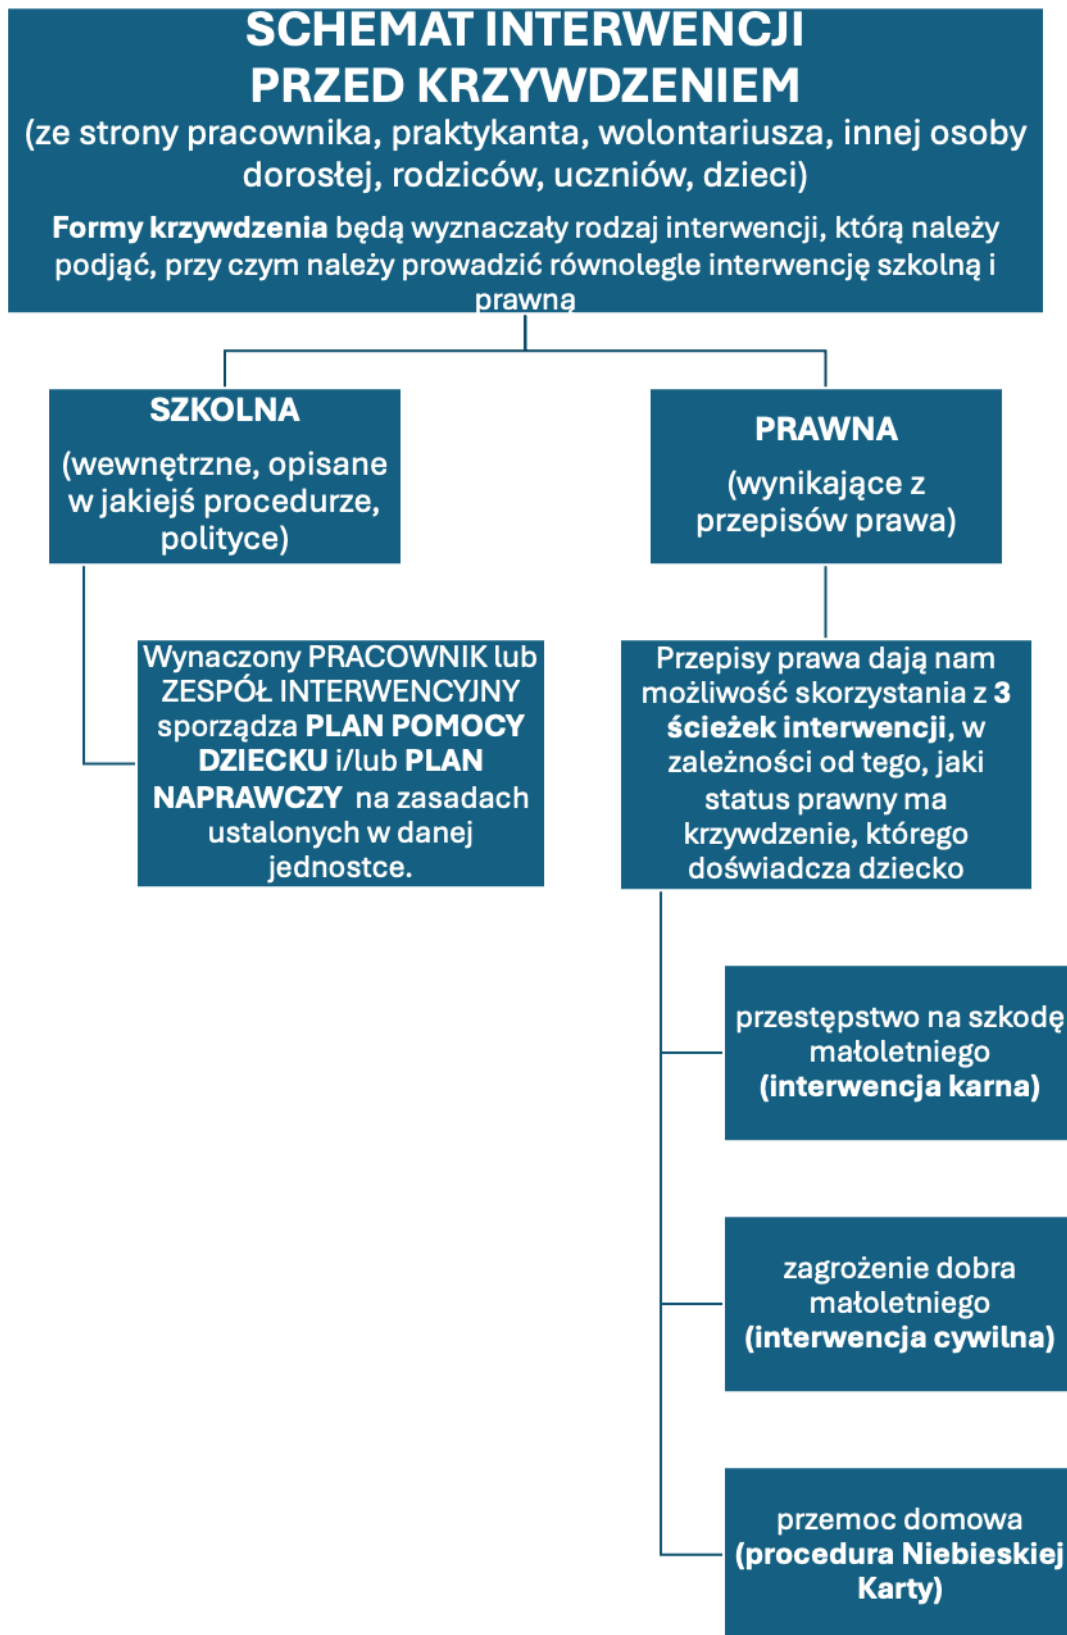 SCHEMAT INTERWENCJI
PRZED KRZYWDZENIEM
(ze strony pracownika, praktykanta, wolontariusza, innej osoby
dorosłej, rodziców, uczniów, dzieci)
Formy krzywdzenia będą wyznaczały rodzaj interwencji, którą należy
podjąć, przy czym należy prowadzić równolegle interwencję szkolną i
prawną
SZKOLNA
(wewnętrzne, opisane
w jakiejś procedurze,
polityce)
Wynaczony PRACOWNIK lub
ZESPÓŁ INTERWENCYJNY
sporządza PLAN POMOCY
DZIECKU i/lub PLAN
NAPRAWCZY na zasadach
ustalonych w danej
jednostce.
PRAWNA
(wynikające z
przepisów prawa)
Przepisy prawa dają nam
możliwość skorzystania z 3
ścieżek interwencji, w
zależności od tego, jaki
status prawny ma
krzywdzenie, którego
doświadcza dziecko
przestępstwo na szkodę
małoletniego
(interwencja karna)
zagrożenie dobra
małoletniego
(interwencja cywilna)
przemoc domowa
(procedura Niebieskiej
Karty)